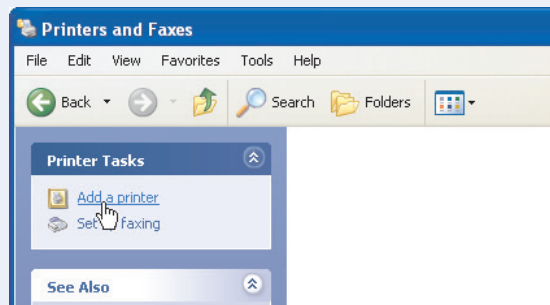 Printers and Faxes
File Edit View Favorites Tools Help
Back Search Folders
Printer Tasks
Add a printer
Set faxing
See Also